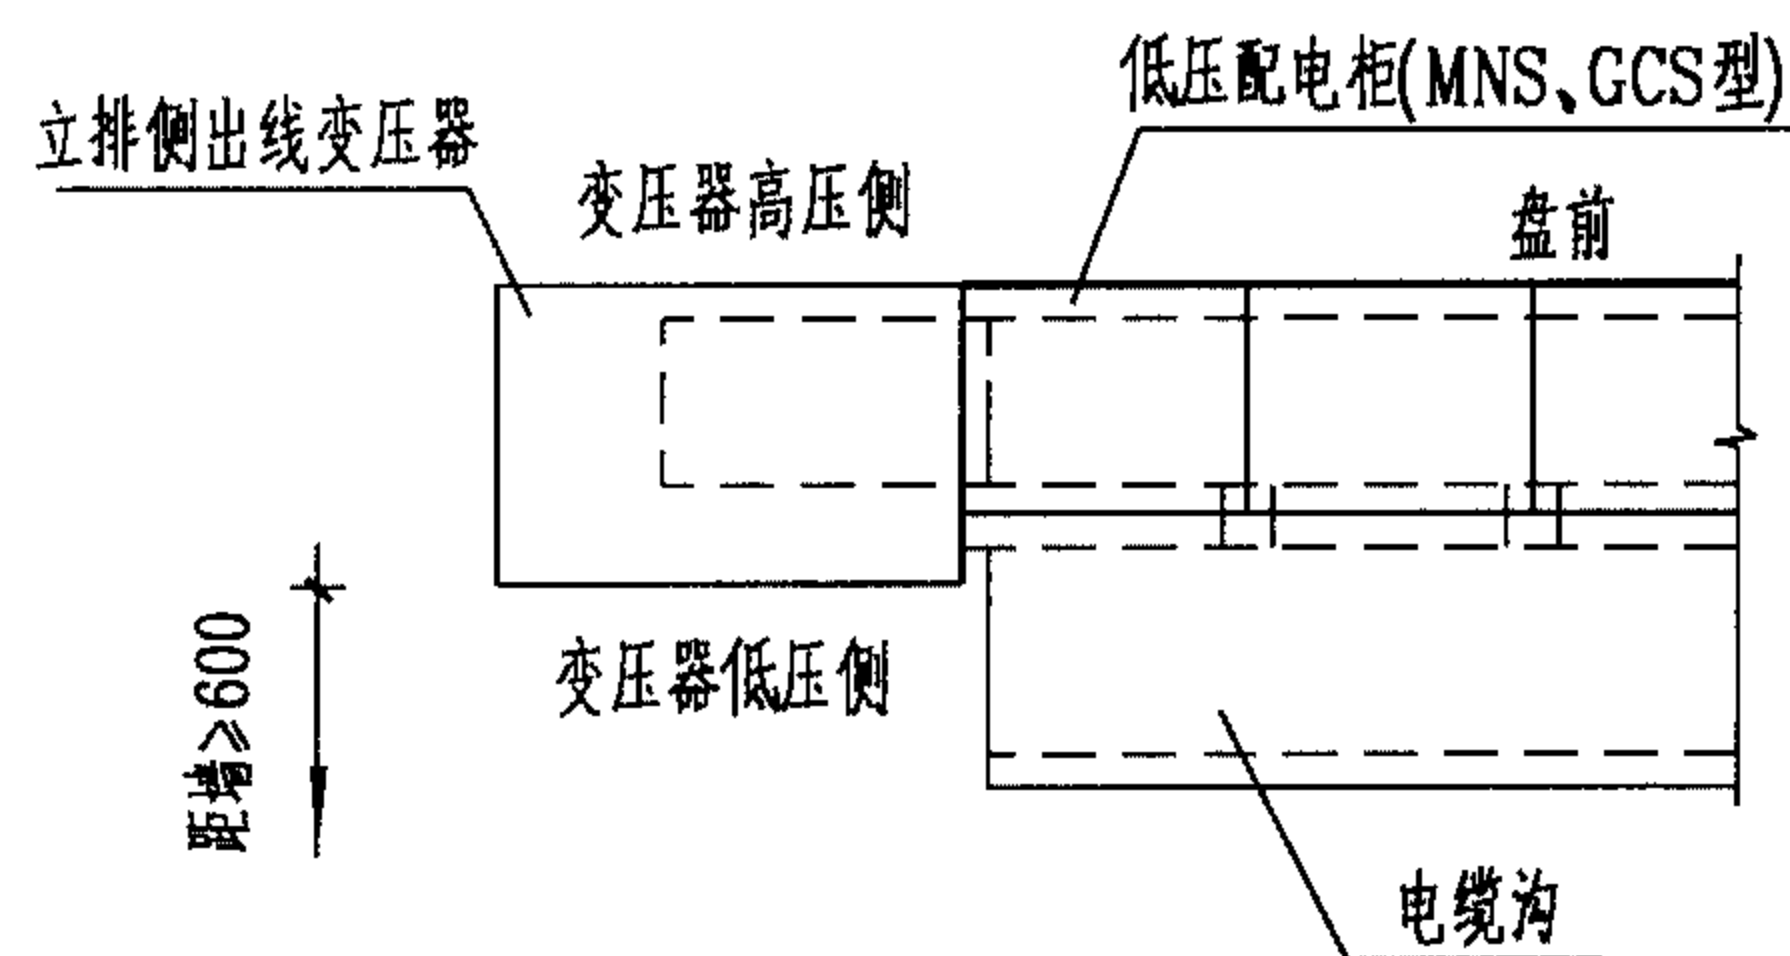 低压配电柜(MNS、GCS型)
立排侧出线变压器
变压器高压侧
盘前
距墙≥600
变压器低压侧
电缆沟